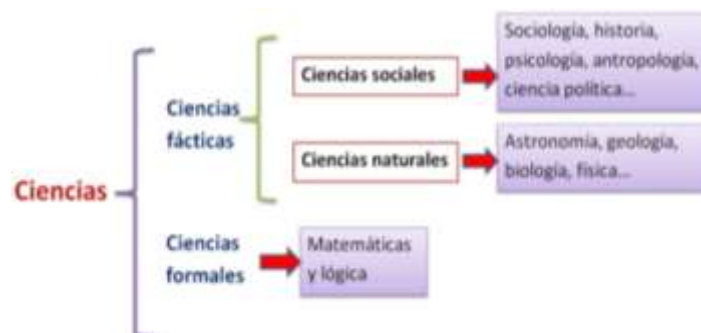 Sociología, historia,
psicología, antropología,
ciencia política...
Ciencias sociales
Ciencias
fácticas
Ciencias naturales
Astronomía, geología,
biología, física...
Ciencias
Ciencias
formales
Matemáticas
y lógica